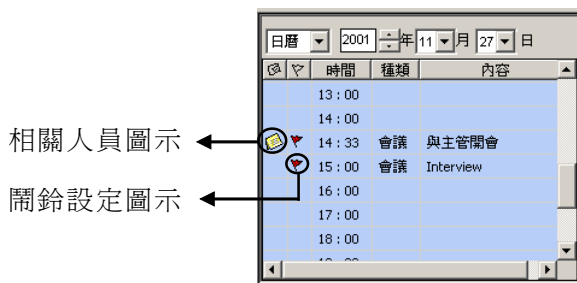 日曆 2001 年 11 月 27 日
時間 種類 內容
13：00
14：00
相關人員圖示
14：33 會議 與主管開會
15：00 會議 Interview
鬧鈴設定圖示
16：00
17：00
18：00